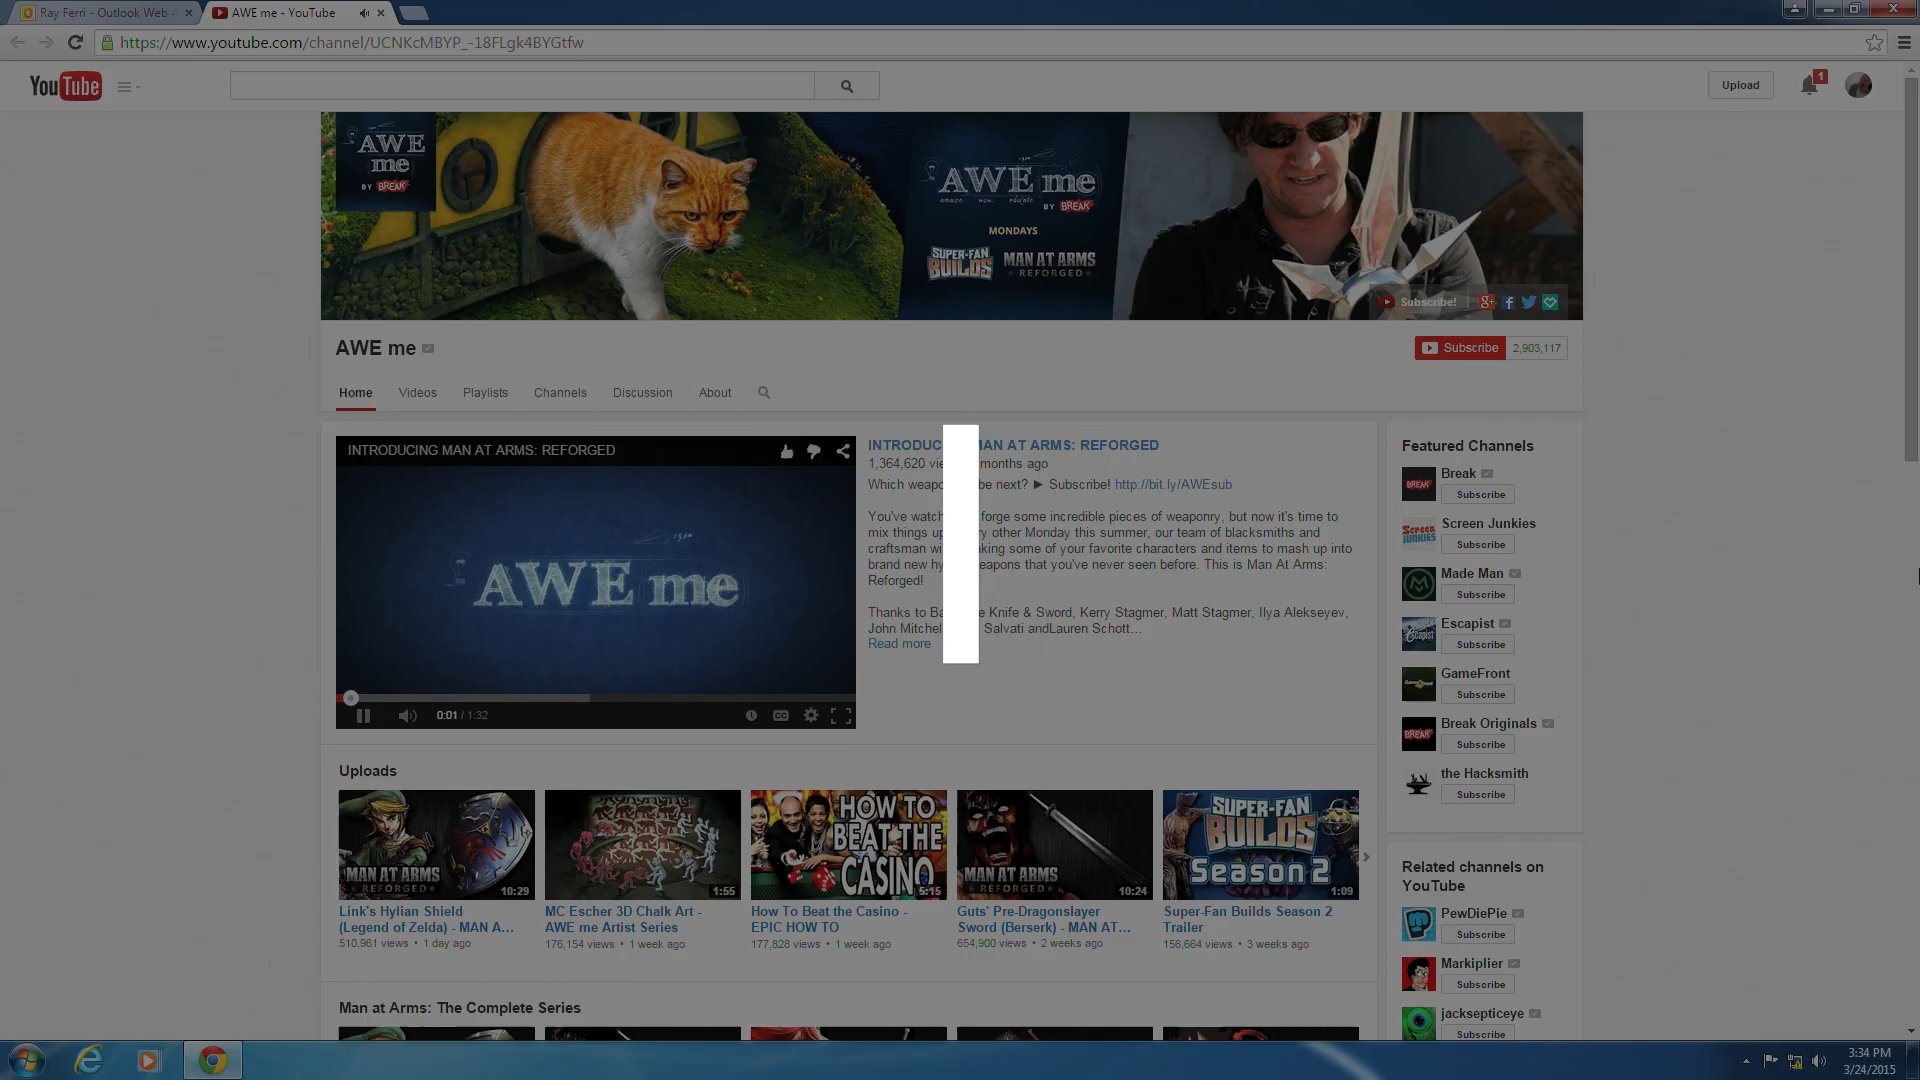 Ray Ferri - Outlook Web
AWE me - YouTube
https://www.youtube.com/channel/UCNKcMBYP_-18FLgk4BYGtfw
YouTube
Upload
1
AWE me
BY BREAK
AWE me
amaze. wow. educate.
BY BREAK
MONDAYS
SUPER-FAN BUILDS
MAN AT ARMS
REFORGED
Subscribe!
AWE me
Subscribe 2,903,117
Home Videos Playlists Channels Discussion About
INTRODUCING MAN AT ARMS: REFORGED
AWE me
0:01 / 1:32
CC
INTRODUC MAN AT ARMS: REFORGED
1,364,620 months ago
Which be next? ► Subscribe! http://bit.ly/AWEsub
You've forge some incredible pieces of weaponry, but now it's time to
mix things other Monday this summer, our team of blacksmiths and
craftsman some of your favorite characters and items to mash up into
brand new that you've never seen before. This is Man At Arms:
Reforged!
Thanks to Knife & Sword, Kerry Stagmer, Matt Stagmer, Ilya Alekseyev,
John Salvati andLauren Schott...
Read more
Featured Channels
Break
Subscribe
Screen Junkies
Subscribe
Made Man
Subscribe
Escapist
Subscribe
GameFront
Subscribe
Break Originals
Subscribe
the Hacksmith
Subscribe
Uploads
MAN AT ARMS
REFORGED
10:29
1:55
HOW TO
BEAT THE
CASINO
5:15
MAN AT ARMS
REFORGED
10:24
SUPER-FAN
BUILDS
Season 2
1:09
Link's Hylian Shield
(Legend of Zelda) - MAN A...
510,961 views • 1 day ago
MC Escher 3D Chalk Art -
AWE me Artist Series
176,154 views • 1 week ago
How To Beat the Casino -
EPIC HOW TO
177,828 views • 1 week ago
Guts' Pre-Dragonslayer
Sword (Berserk) - MAN AT...
654,900 views • 2 weeks ago
Super-Fan Builds Season 2
Trailer
156,664 views • 3 weeks ago
Related channels on
YouTube
PewDiePie
Subscribe
Markiplier
Subscribe
jacksepticeye
Subscribe
Man at Arms: The Complete Series
3:34 PM
3/24/2015